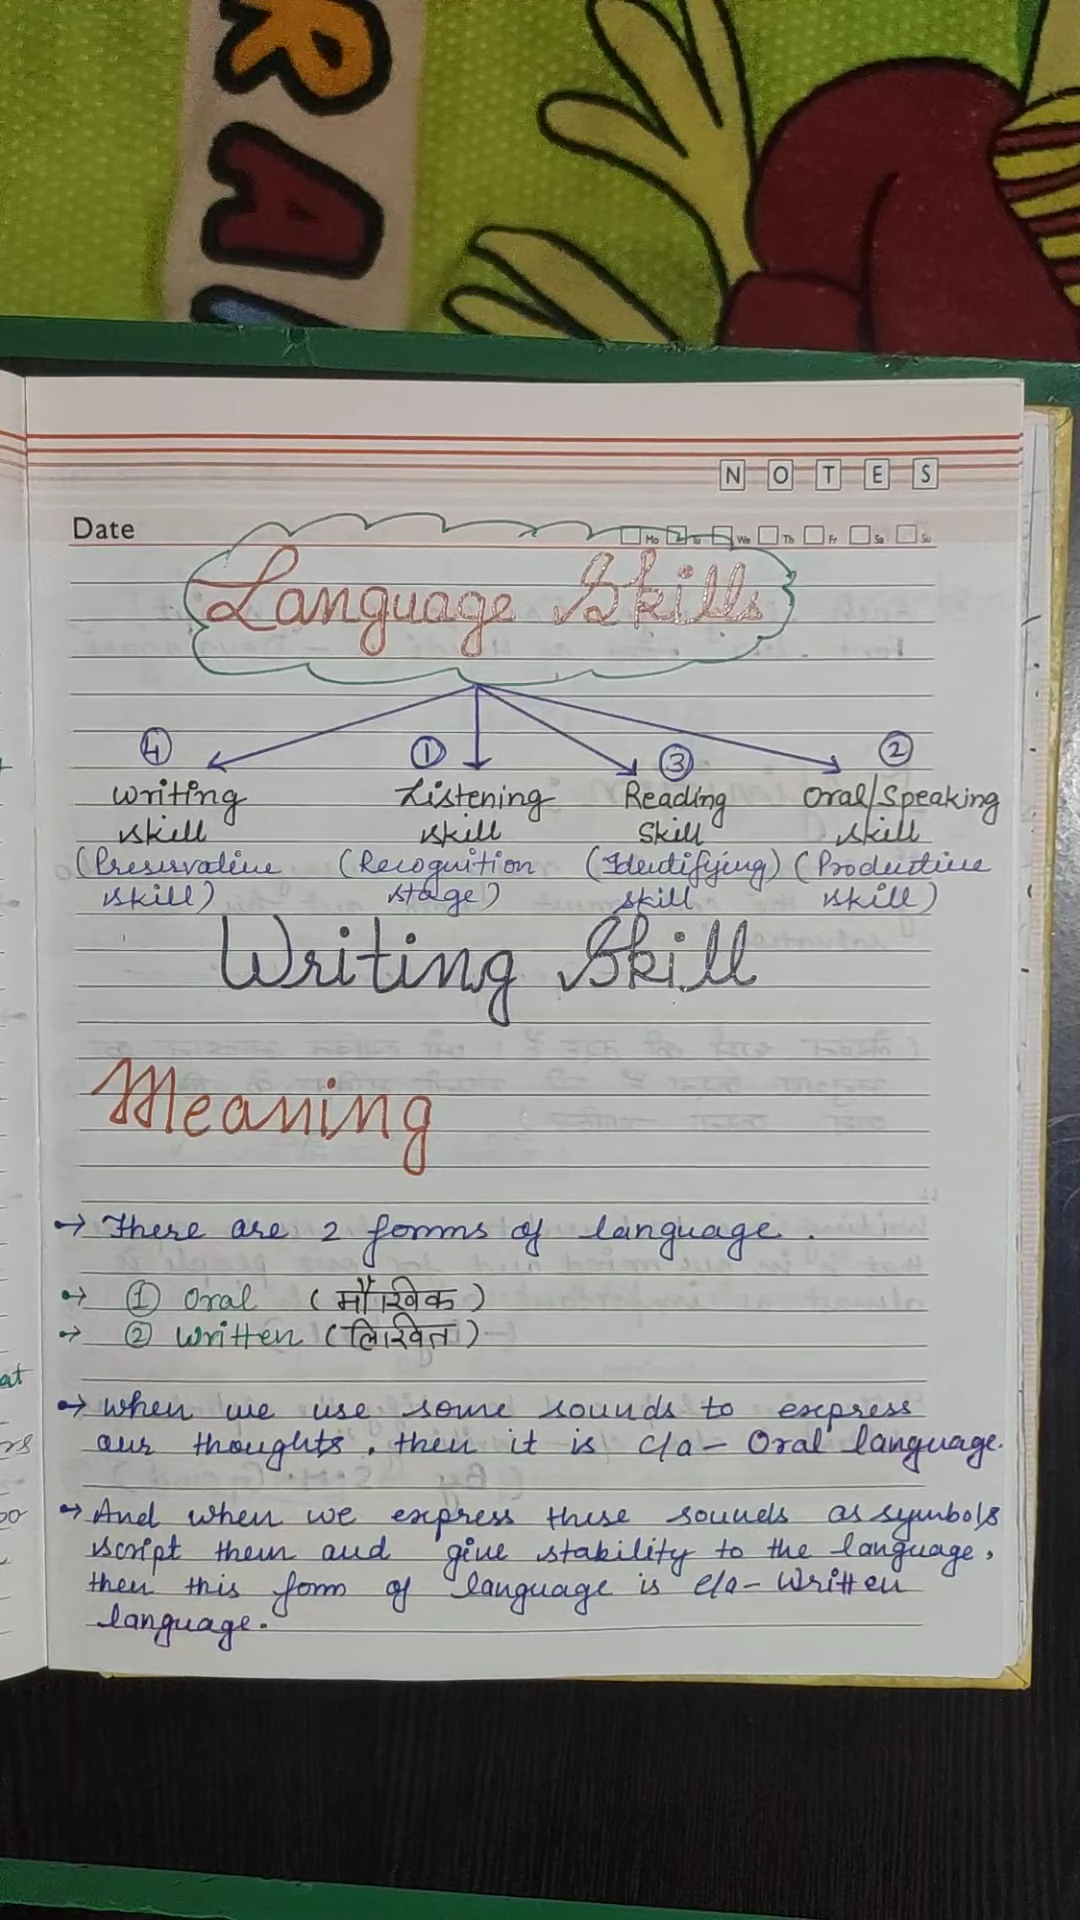 RA
NOTES
Date
Mo Tu We Th Fr Sa Su
Language Skills
④ ① ③ ②
Writing skill
(Preservative skill)
Listening skill
(Recognition stage)
Reading Skill
(Identifying) skill
Oral/Speaking skill
(Productive skill)
Writing Skill
Meaning
→ There are 2 forms of language.
→ ① Oral (मौखिक)
→ ② Written (लिखित)
→ When we use some sounds to express
our thoughts, then it is c/a - Oral language.
→ And when we express these sounds as symbols
script them and give stability to the language,
then this form of language is c/a - Written
language.